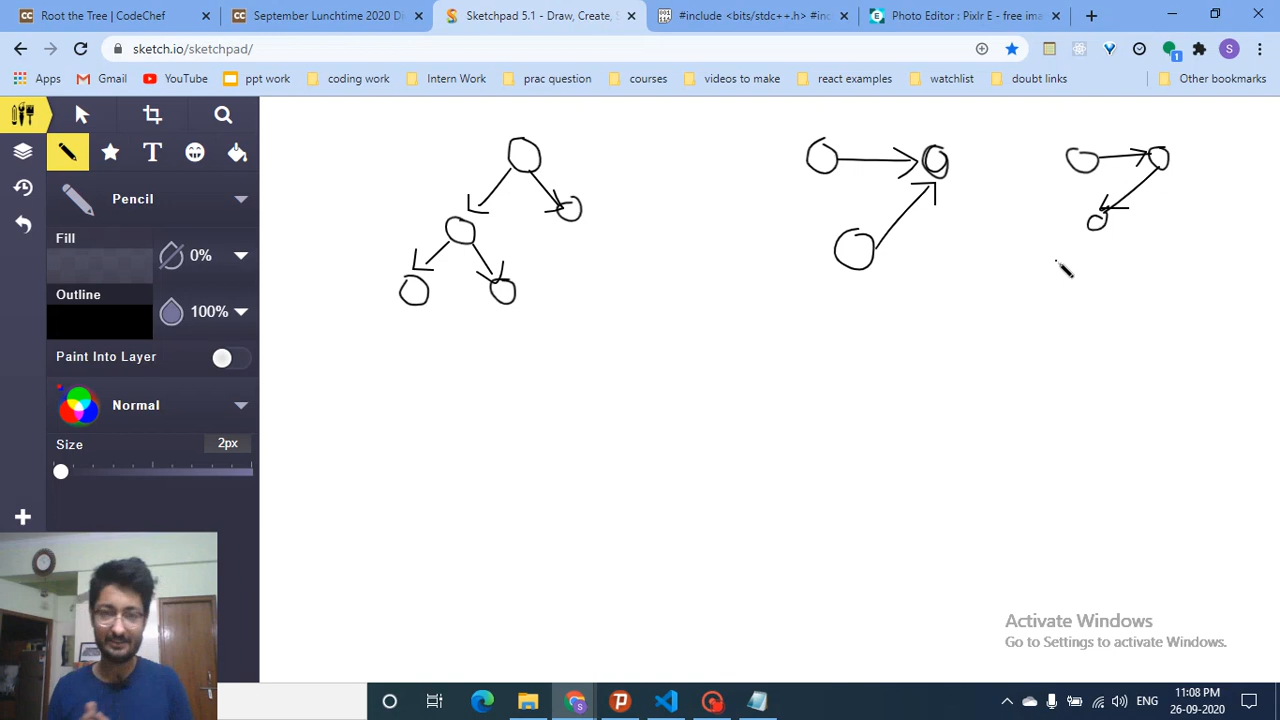 Root the Tree | CodeChef
September Lunchtime 2020 Di
Sketchpad 5.1 - Draw, Create, S
#include <bits/stdc++.h> #inc
Photo Editor : Pixlr E - free ima
sketch.io/sketchpad/
S
1
Apps
Gmail
YouTube
ppt work
coding work
Intern Work
prac question
courses
videos to make
react examples
watchlist
doubt links
Other bookmarks
Pencil
Fill
0%
Outline
100%
Paint Into Layer
Normal
Size
2px
Activate Windows
Go to Settings to activate Windows.
ENG
11:08 PM
26-09-2020